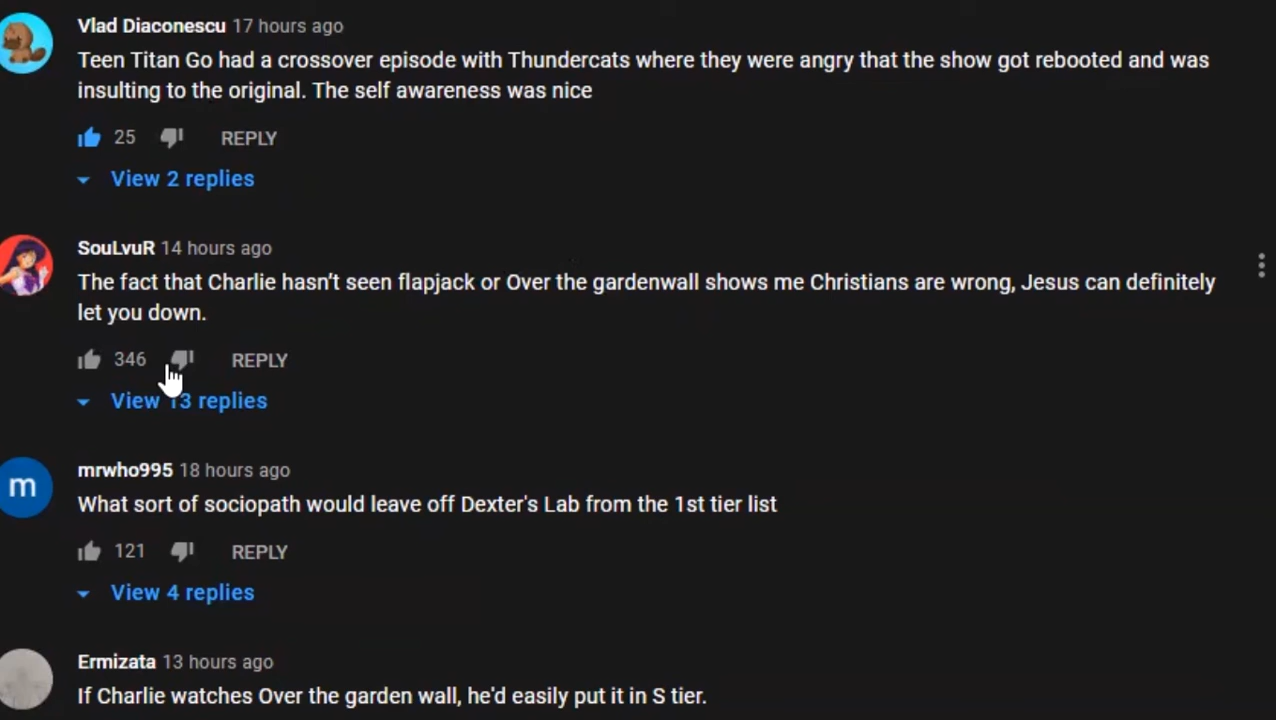 Vlad Diaconescu 17 hours ago
Teen Titan Go had a crossover episode with Thundercats where they were angry that the show got rebooted and was
insulting to the original. The self awareness was nice
25 REPLY
View 2 replies
SouLvuR 14 hours ago
The fact that Charlie hasn't seen flapjack or Over the gardenwall shows me Christians are wrong, Jesus can definitely
let you down.
346 REPLY
View 13 replies
m
mrwho995 18 hours ago
What sort of sociopath would leave off Dexter's Lab from the 1st tier list
121 REPLY
View 4 replies
Ermizata 13 hours ago
If Charlie watches Over the garden wall, he'd easily put it in S tier.